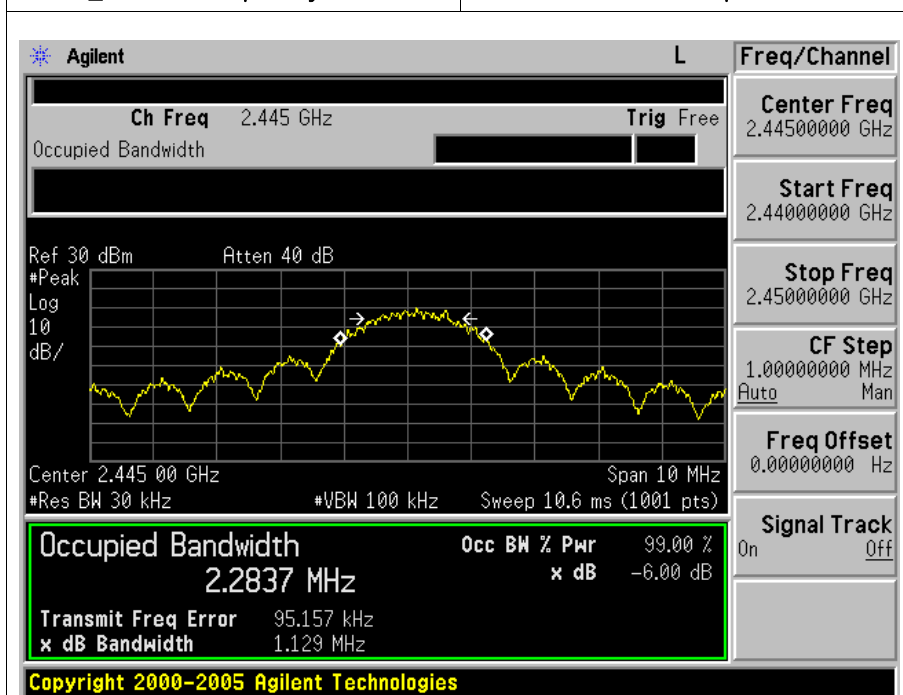 Agilent
L
Freq/Channel
Ch Freq 2.445 GHz
Trig Free
Occupied Bandwidth
Center Freq
2.44500000 GHz
Start Freq
2.44000000 GHz
Stop Freq
2.45000000 GHz
CF Step
1.00000000 MHz
Auto Man
Freq Offset
0.00000000 Hz
Signal Track
On Off
Ref 30 dBm
Atten 40 dB
#Peak
Log
10
dB/
Center 2.445 00 GHz
Span 10 MHz
#Res BW 30 kHz
#VBW 100 kHz
Sweep 10.6 ms (1001 pts)
Occupied Bandwidth
2.2837 MHz
Occ BW % Pwr 99.00 %
x dB -6.00 dB
Transmit Freq Error 95.157 kHz
x dB Bandwidth 1.129 MHz
Copyright 2000-2005 Agilent Technologies